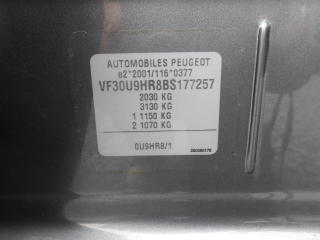 AUTOMOBILES PEUGEOT
e2*2001/116*0377
VF30U9HR8BS177257
2030 KG
3130 KG
1 1150 KG
2 1070 KG
0U9HR8/1